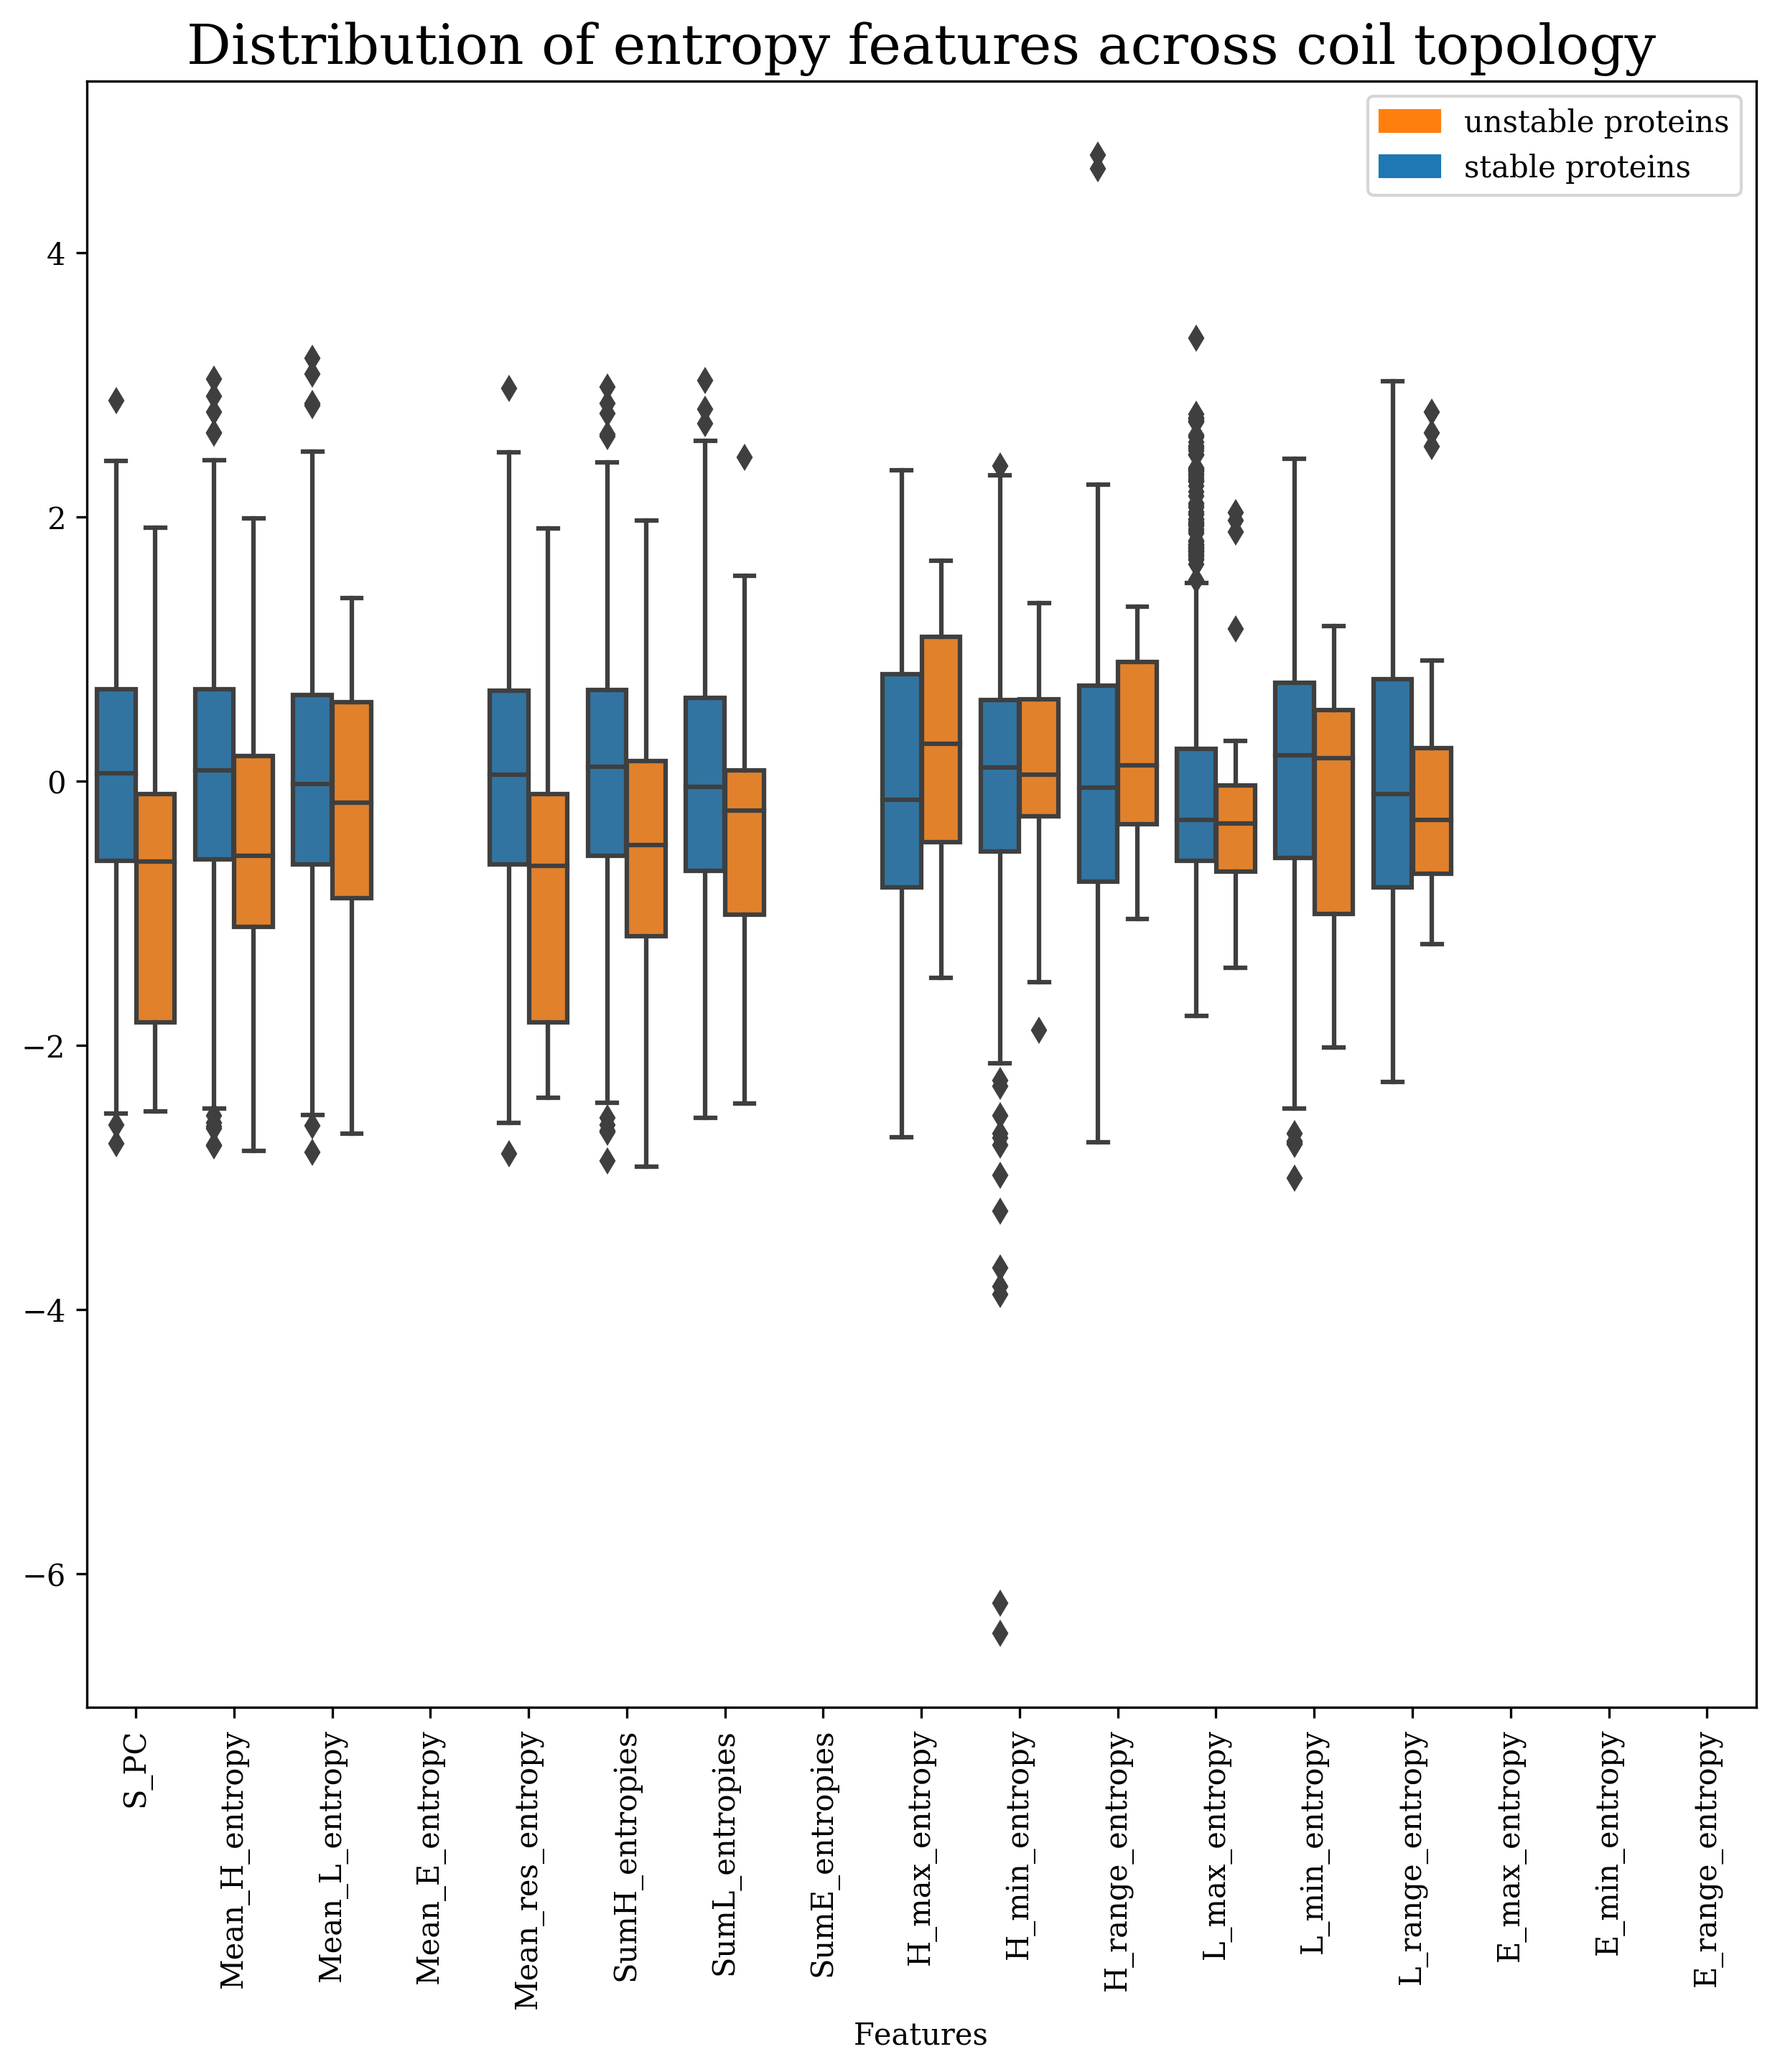 Distribution of entropy features across coil topology
unstable proteins
stable proteins
4
2
0
−2
−4
−6
S_PC
Mean_H_entropy
Mean_L_entropy
Mean_E_entropy
Mean_res_entropy
SumH_entropies
SumL_entropies
SumE_entropies
H_max_entropy
H_min_entropy
H_range_entropy
L_max_entropy
L_min_entropy
L_range_entropy
E_max_entropy
E_min_entropy
E_range_entropy
Features